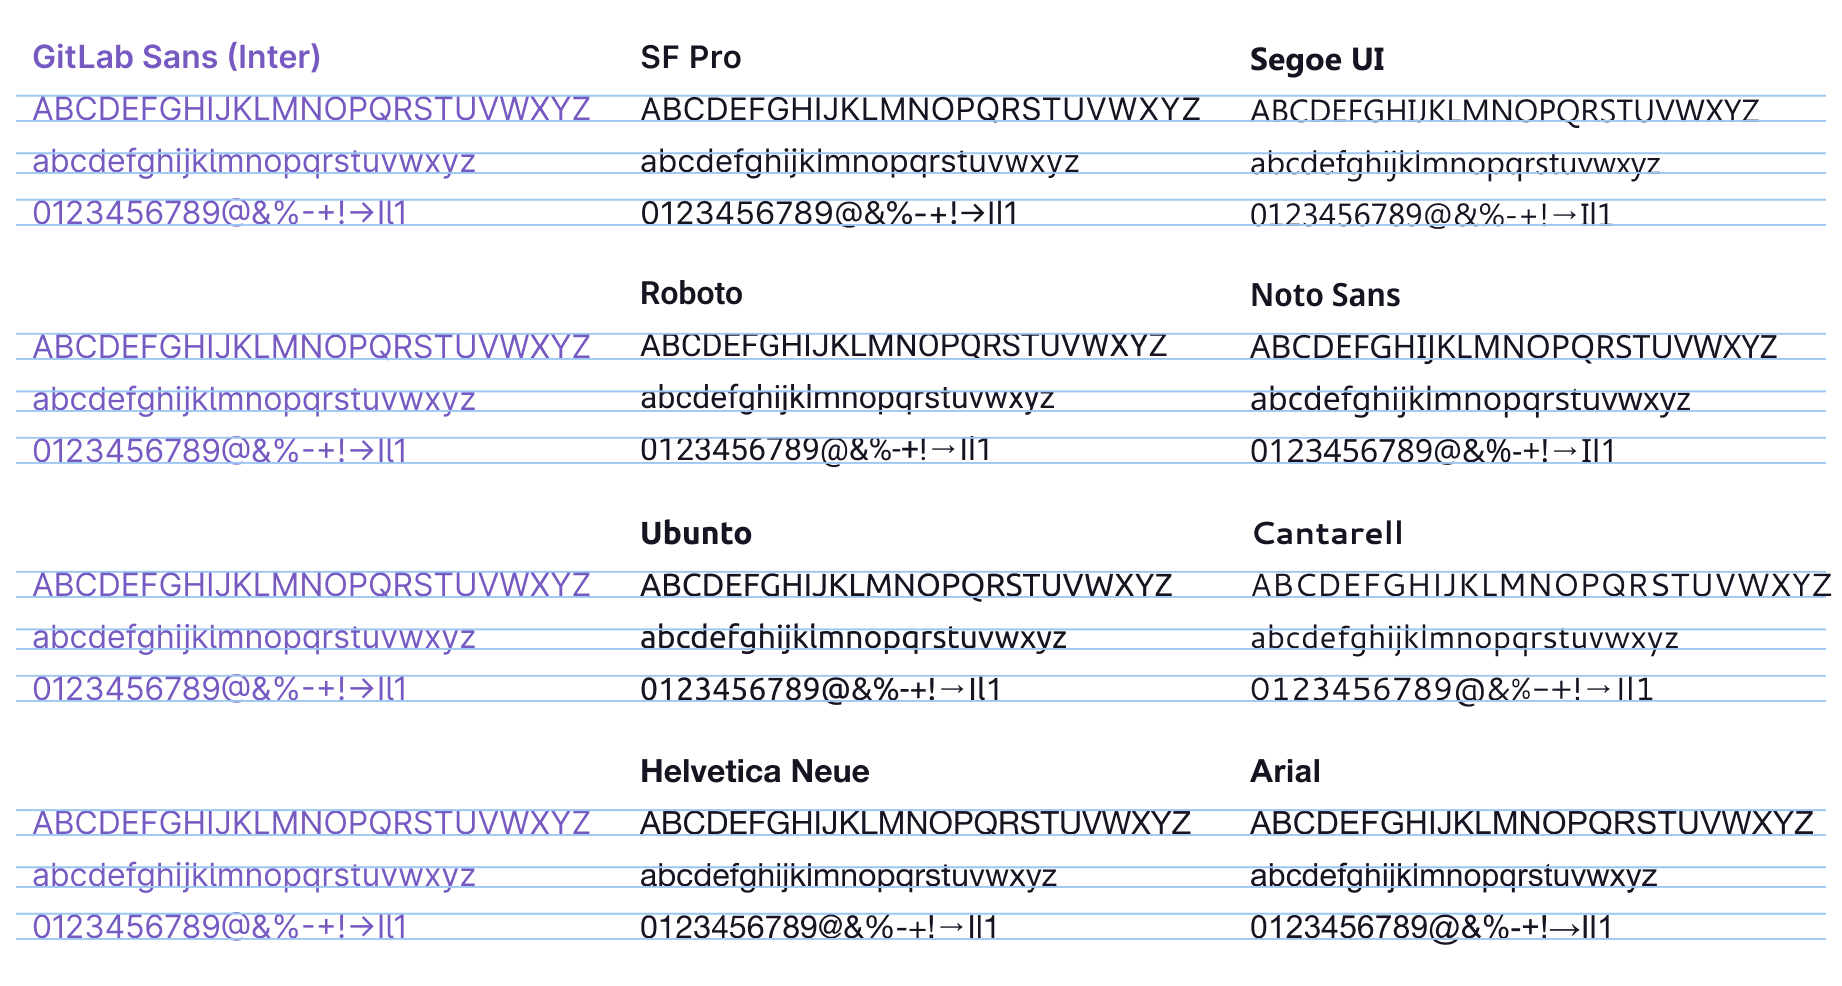 GitLab Sans (Inter) SF Pro Segoe UI
ABCDEFGHIJKLMNOPQRSTUVWXYZ ABCDEFGHIJKLMNOPQRSTUVWXYZ ABCDEFGHIJKLMNOPQRSTUVWXYZ
abcdefghijklmnopqrstuvwxyz abcdefghijklmnopqrstuvwxyz abcdefghijklmnopqrstuvwxyz
0123456789@&%-+!→Il1 0123456789@&%-+!→Il1 0123456789@&%-+!→Il1
Roboto Noto Sans
ABCDEFGHIJKLMNOPQRSTUVWXYZ ABCDEFGHIJKLMNOPQRSTUVWXYZ ABCDEFGHIJKLMNOPQRSTUVWXYZ
abcdefghijklmnopqrstuvwxyz abcdefghijklmnopqrstuvwxyz abcdefghijklmnopqrstuvwxyz
0123456789@&%-+!→Il1 0123456789@&%-+!→Il1 0123456789@&%-+!→Il1
Ubunto Cantarell
ABCDEFGHIJKLMNOPQRSTUVWXYZ ABCDEFGHIJKLMNOPQRSTUVWXYZ ABCDEFGHIJKLMNOPQRSTUVWXYZ
abcdefghijklmnopqrstuvwxyz abcdefghijklmnopqrstuvwxyz abcdefghijklmnopqrstuvwxyz
0123456789@&%-+!→Il1 0123456789@&%-+!→Il1 0123456789@&%-+!→Il1
Helvetica Neue Arial
ABCDEFGHIJKLMNOPQRSTUVWXYZ ABCDEFGHIJKLMNOPQRSTUVWXYZ ABCDEFGHIJKLMNOPQRSTUVWXYZ
abcdefghijklmnopqrstuvwxyz abcdefghijklmnopqrstuvwxyz abcdefghijklmnopqrstuvwxyz
0123456789@&%-+!→Il1 0123456789@&%-+!→Il1 0123456789@&%-+!→Il1